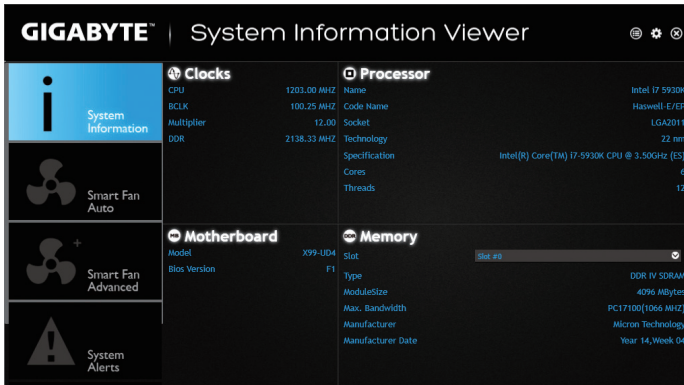 GIGABYTE™ | System Information Viewer
System
Information
Smart Fan
Auto
Smart Fan
Advanced
System
Alerts
Clocks
CPU 1203.00 MHZ
BCLK 100.25 MHZ
Multiplier 12.00
DDR 2138.33 MHZ
Processor
Name Intel i7 5930K
Code Name Haswell-E/EP
Socket LGA2011
Technology 22 nm
Specification Intel(R) Core(TM) i7-5930K CPU @ 3.50GHz (ES)
Cores 6
Threads 12
MB Motherboard
Model X99-UD4
Bios Version F1
DDR Memory
Slot Slot #0
Type DDR IV SDRAM
ModuleSize 4096 MBytes
Max. Bandwidth PC17100(1066 MHZ)
Manufacturer Micron Technology
Manufacturer Date Year 14,Week 04